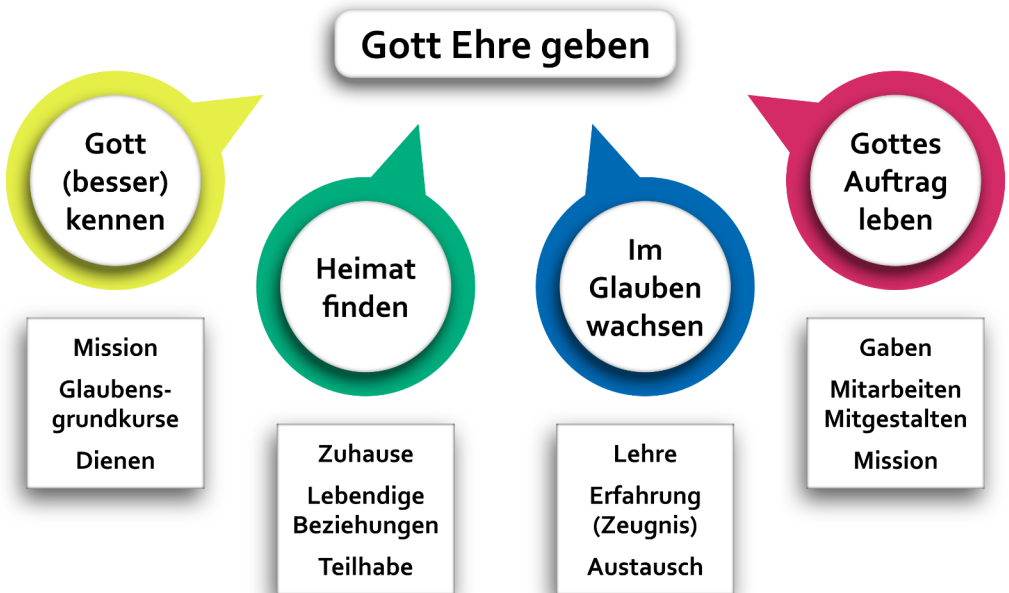 Gott Ehre geben
Gott
(besser)
kennen
Mission
Glaubens-
grundkurse
Dienen
Heimat
finden
Zuhause
Lebendige
Beziehungen
Teilhabe
Im
Glauben
wachsen
Lehre
Erfahrung
(Zeugnis)
Austausch
Gottes
Auftrag
leben
Gaben
Mitarbeiten
Mitgestalten
Mission